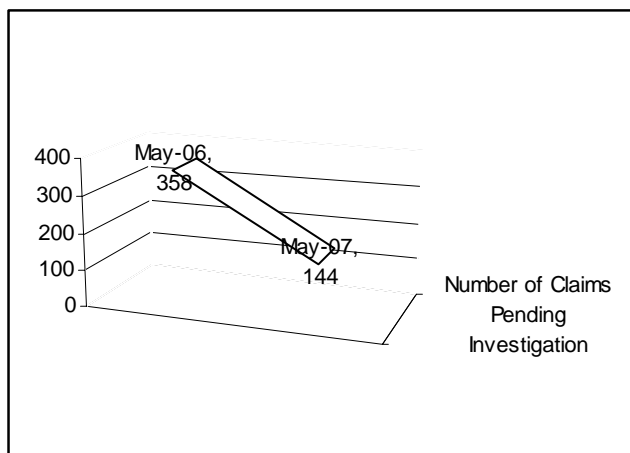 400
300
200
100
0
May-06,
358
May-07,
144
Number of Claims
Pending
Investigation